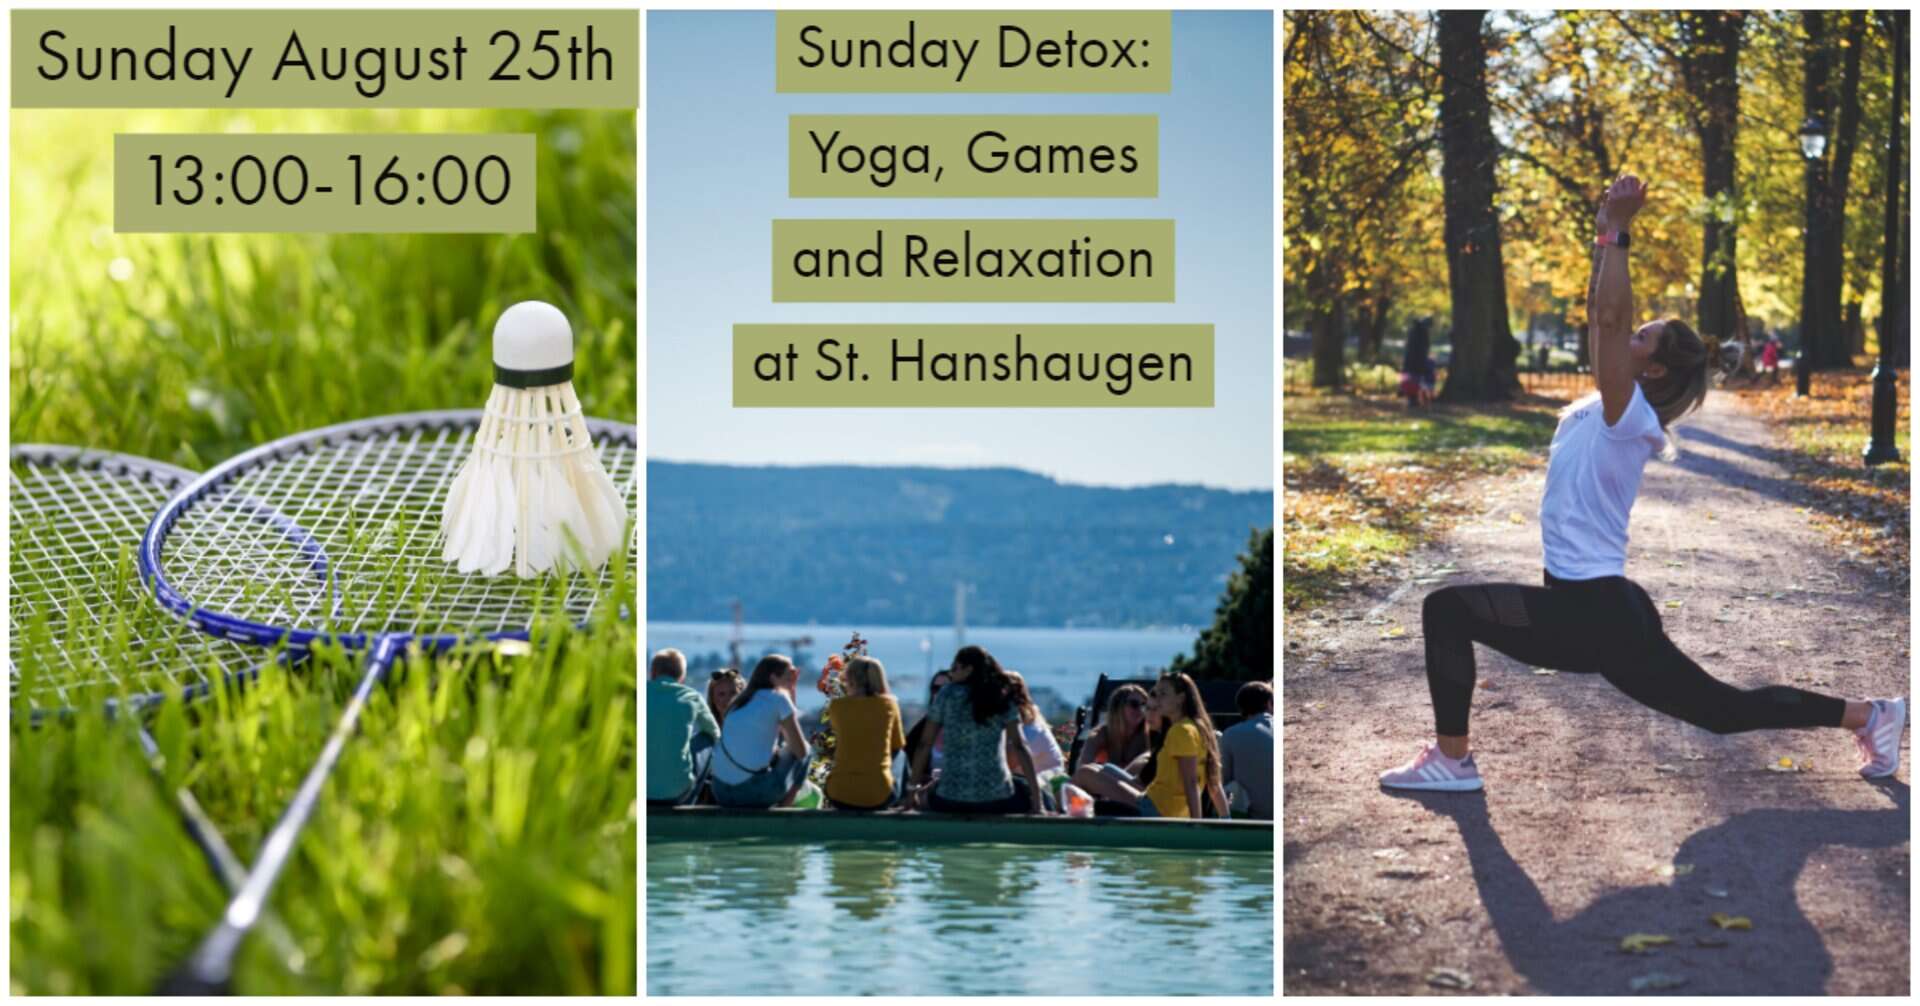 Sunday August 25th
13:00-16:00
Sunday Detox:
Yoga, Games
and Relaxation
at St. Hanshaugen